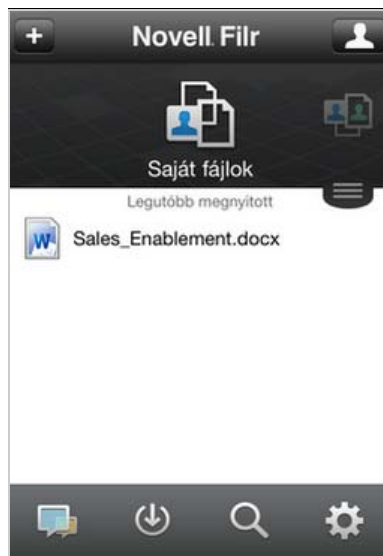 Novell Filr
Saját fájlok
Legutóbb megnyitott
Sales_Enablement.docx